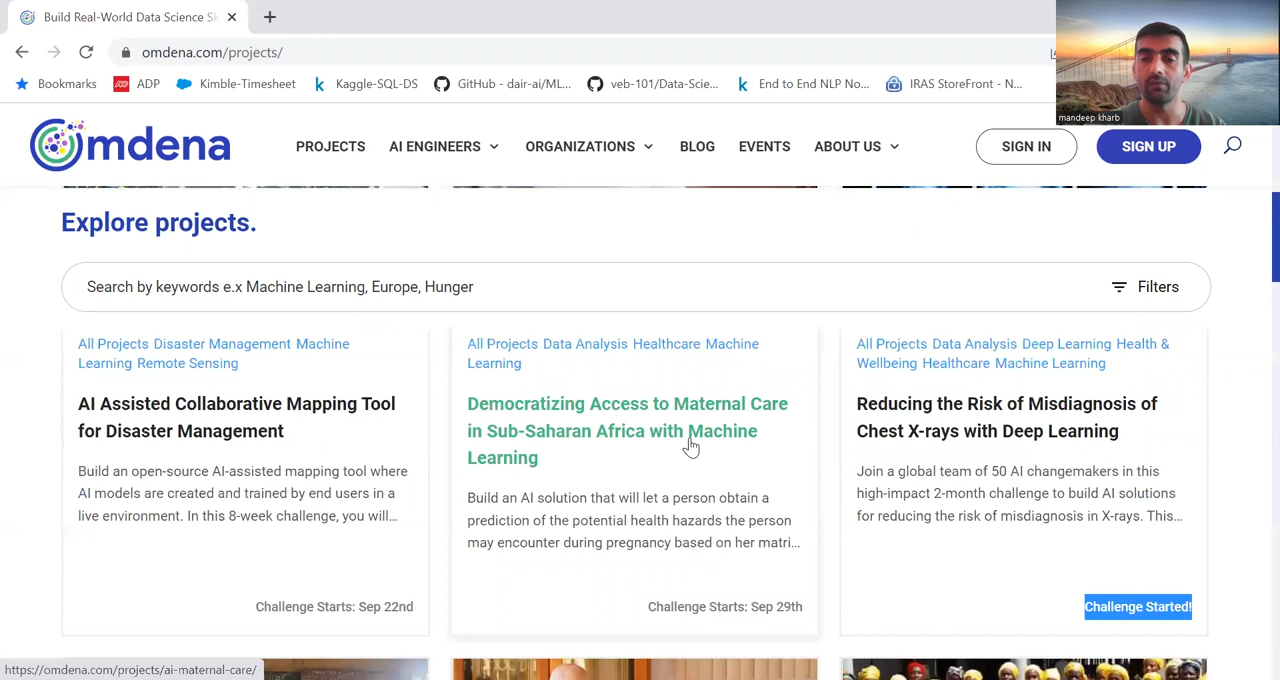 Build Real-World Data Science Sk
omdena.com/projects/
Bookmarks
ADP
Kimble-Timesheet
Kaggle-SQL-DS
GitHub - dair-ai/ML...
veb-101/Data-Scie...
End to End NLP No...
IRAS StoreFront - N...
mandeep kharb
Omdena
PROJECTS
AI ENGINEERS
ORGANIZATIONS
BLOG
EVENTS
ABOUT US
SIGN IN
SIGN UP
Explore projects.
Search by keywords e.x Machine Learning, Europe, Hunger
Filters
All Projects Disaster Management Machine
Learning Remote Sensing
AI Assisted Collaborative Mapping Tool
for Disaster Management
Build an open-source AI-assisted mapping tool where
AI models are created and trained by end users in a
live environment. In this 8-week challenge, you will...
Challenge Starts: Sep 22nd
All Projects Data Analysis Healthcare Machine
Learning
Democratizing Access to Maternal Care
in Sub-Saharan Africa with Machine
Learning
Build an AI solution that will let a person obtain a
prediction of the potential health hazards the person
may encounter during pregnancy based on her matri...
Challenge Starts: Sep 29th
All Projects Data Analysis Deep Learning Health &
Wellbeing Healthcare Machine Learning
Reducing the Risk of Misdiagnosis of
Chest X-rays with Deep Learning
Join a global team of 50 AI changemakers in this
high-impact 2-month challenge to build AI solutions
for reducing the risk of misdiagnosis in X-rays. This...
Challenge Started!
https://omdena.com/projects/ai-maternal-care/